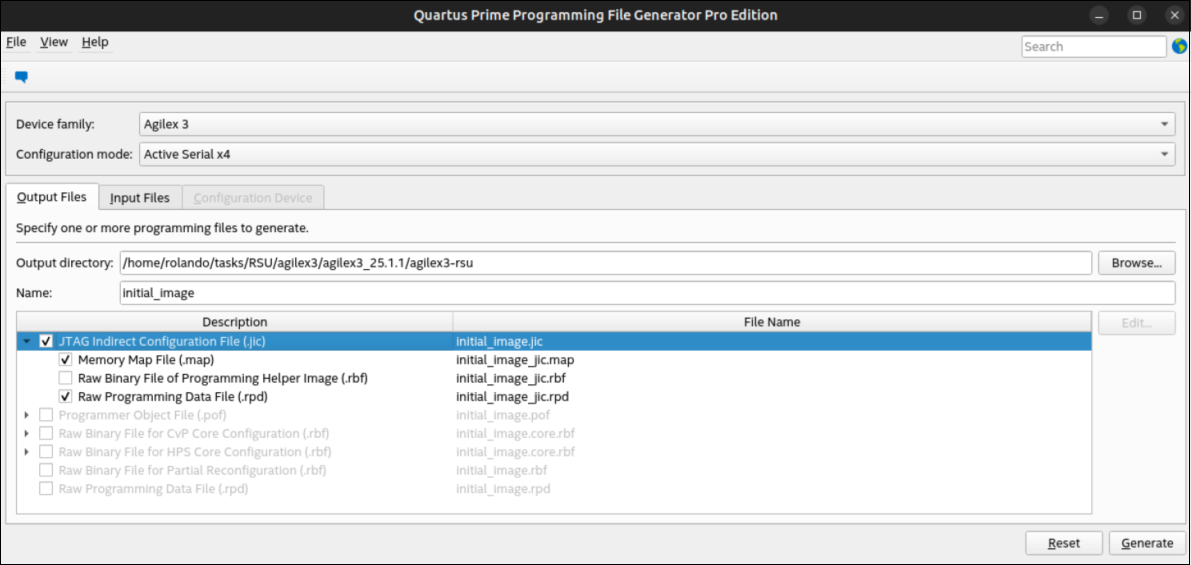 Quartus Prime Programming File Generator Pro Edition
File View Help
Search
Device family: Agilex 3
Configuration mode: Active Serial x4
Output Files Input Files Configuration Device
Specify one or more programming files to generate.
Output directory: /home/rolando/tasks/RSU/agilex3/agilex3_25.1.1/agilex3-rsu Browse...
Name: initial_image
Description File Name Edit...
JTAG Indirect Configuration File (.jic) initial_image.jic
Memory Map File (.map) initial_image_jic.map
Raw Binary File of Programming Helper Image (.rbf) initial_image_jic.rbf
Raw Programming Data File (.rpd) initial_image_jic.rpd
Programmer Object File (.pof) initial_image.pof
Raw Binary File for CvP Core Configuration (.rbf) initial_image.core.rbf
Raw Binary File for HPS Core Configuration (.rbf) initial_image.core.rbf
Raw Binary File for Partial Reconfiguration (.rbf) initial_image.rbf
Raw Programming Data File (.rpd) initial_image.rpd
Reset Generate